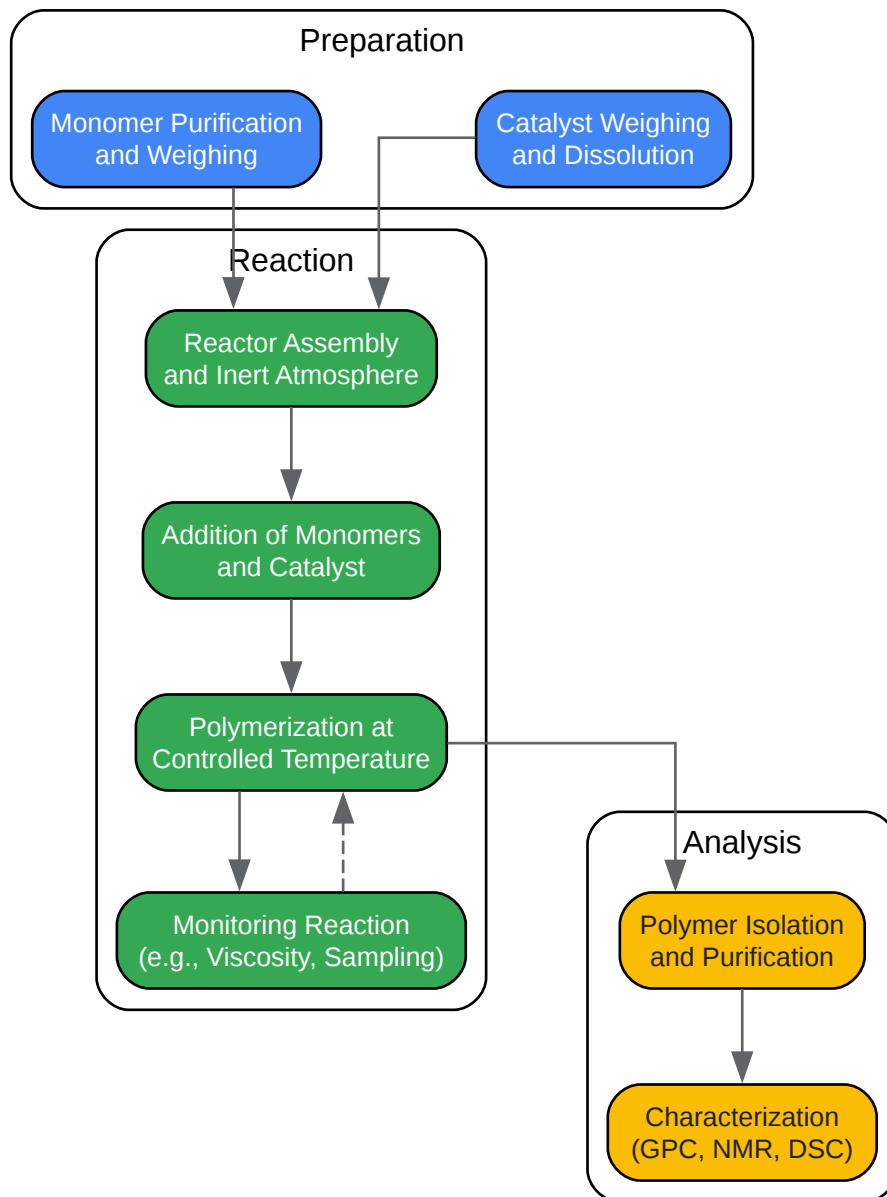 Preparation
Monomer Purification
and Weighing
Catalyst Weighing
and Dissolution
Reaction
Reactor Assembly
and Inert Atmosphere
Addition of Monomers
and Catalyst
Polymerization at
Controlled Temperature
Monitoring Reaction
(e.g., Viscosity, Sampling)
Analysis
Polymer Isolation
and Purification
Characterization
(GPC, NMR, DSC)